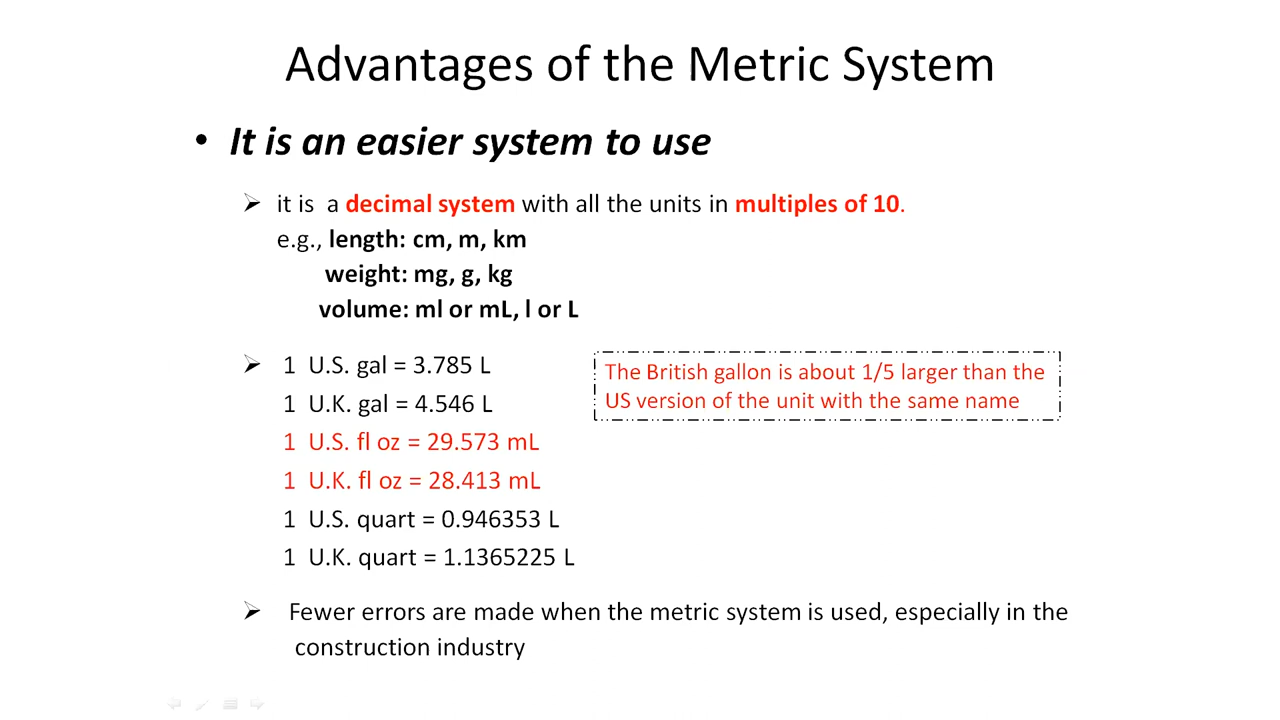 Advantages of the Metric System
• It is an easier system to use
➢ it is a decimal system with all the units in multiples of 10.
e.g., length: cm, m, km
weight: mg, g, kg
volume: ml or mL, l or L
➢ 1 U.S. gal = 3.785 L
1 U.K. gal = 4.546 L
1 U.S. fl oz = 29.573 mL
1 U.K. fl oz = 28.413 mL
1 U.S. quart = 0.946353 L
1 U.K. quart = 1.1365225 L
The British gallon is about 1/5 larger than the
US version of the unit with the same name
➢ Fewer errors are made when the metric system is used, especially in the
construction industry